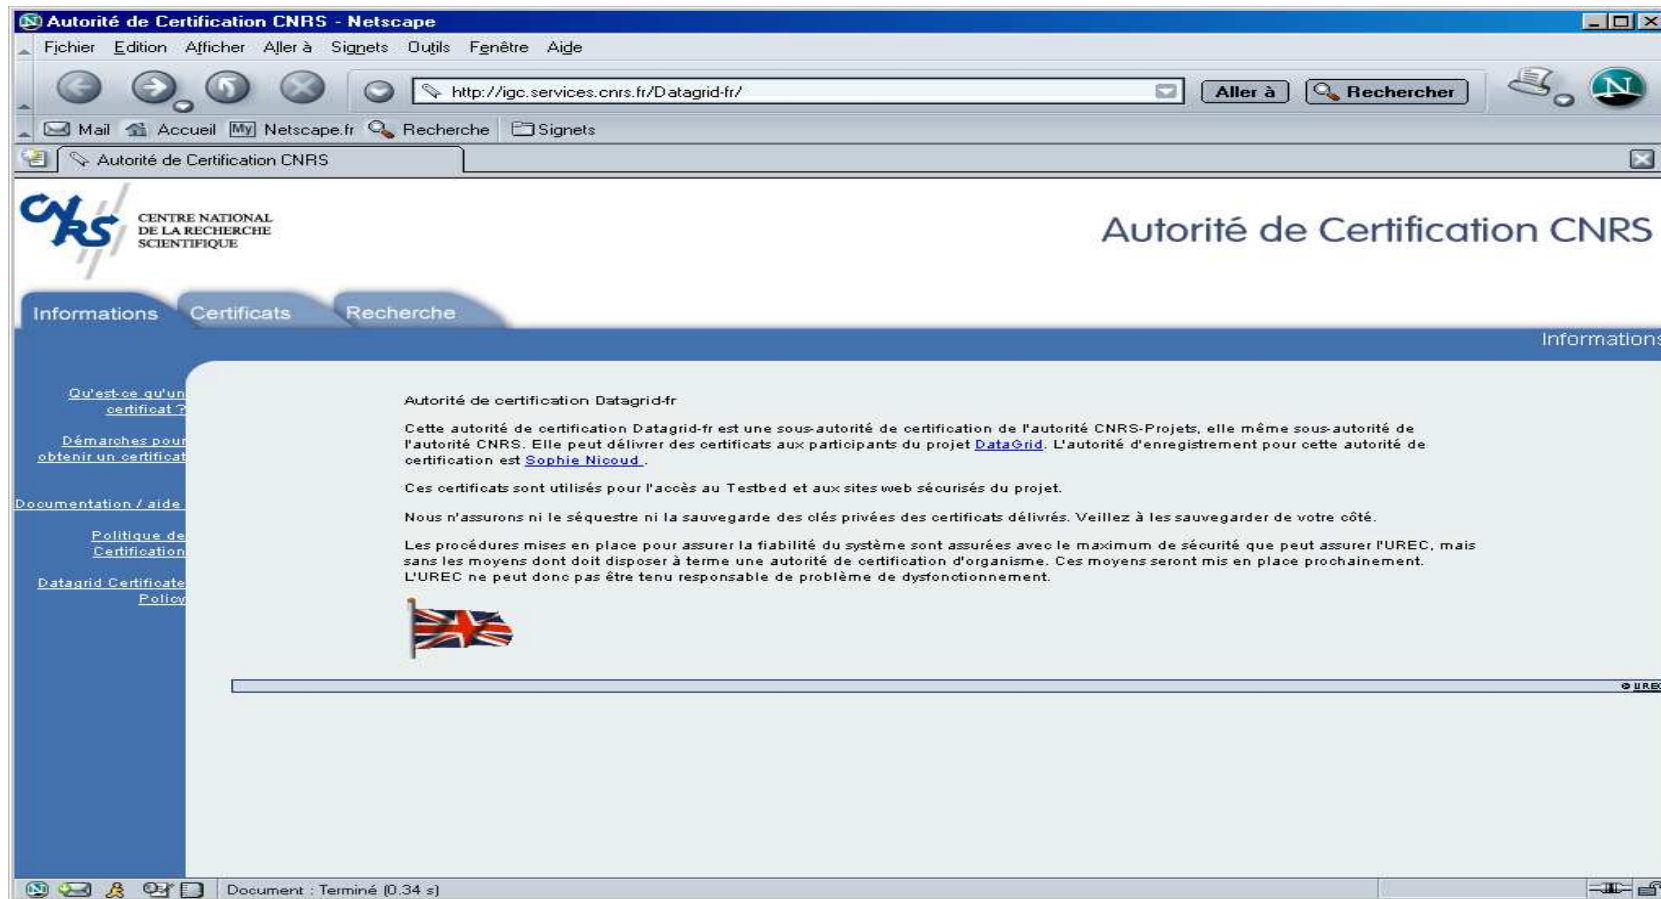 Autorité de Certification CNRS - Netscape
Fichier Edition Afficher Aller à Signets Outils Fenêtre Aide
http://igc.services.cnrs.fr/Datagrid-fr/
Aller à
Rechercher
N
Mail Accueil My Netscape.fr Recherche Signets
Autorité de Certification CNRS
CNRS
CENTRE NATIONAL
DE LA RECHERCHE
SCIENTIFIQUE
Autorité de Certification CNRS
Informations Certificats Recherche
Informations
Qu'est-ce qu'un
certificat ?
Démarches pour
obtenir un certificat
Documentation / aide
Politique de
Certification
Datagrid Certificate
Policy
Autorité de certification Datagrid-fr
Cette autorité de certification Datagrid-fr est une sous-autorité de certification de l'autorité CNRS-Projets, elle même sous-autorité de
l'autorité CNRS. Elle peut délivrer des certificats aux participants du projet DataGrid. L'autorité d'enregistrement pour cette autorité de
certification est Sophie Nicoud .
Ces certificats sont utilisés pour l'accès au Testbed et aux sites web sécurisés du projet.
Nous n'assurons ni le séquestre ni la sauvegarde des clés privées des certificats délivrés. Veillez à les sauvegarder de votre côté.
Les procédures mises en place pour assurer la fiabilité du système sont assurées avec le maximum de sécurité que peut assurer l'UREC, mais
sans les moyens dont doit disposer à terme une autorité de certification d'organisme. Ces moyens seront mis en place prochainement.
L'UREC ne peut donc pas être tenu responsable de problème de dysfonctionnement.
© UREC
Document : Terminé (0.34 s)